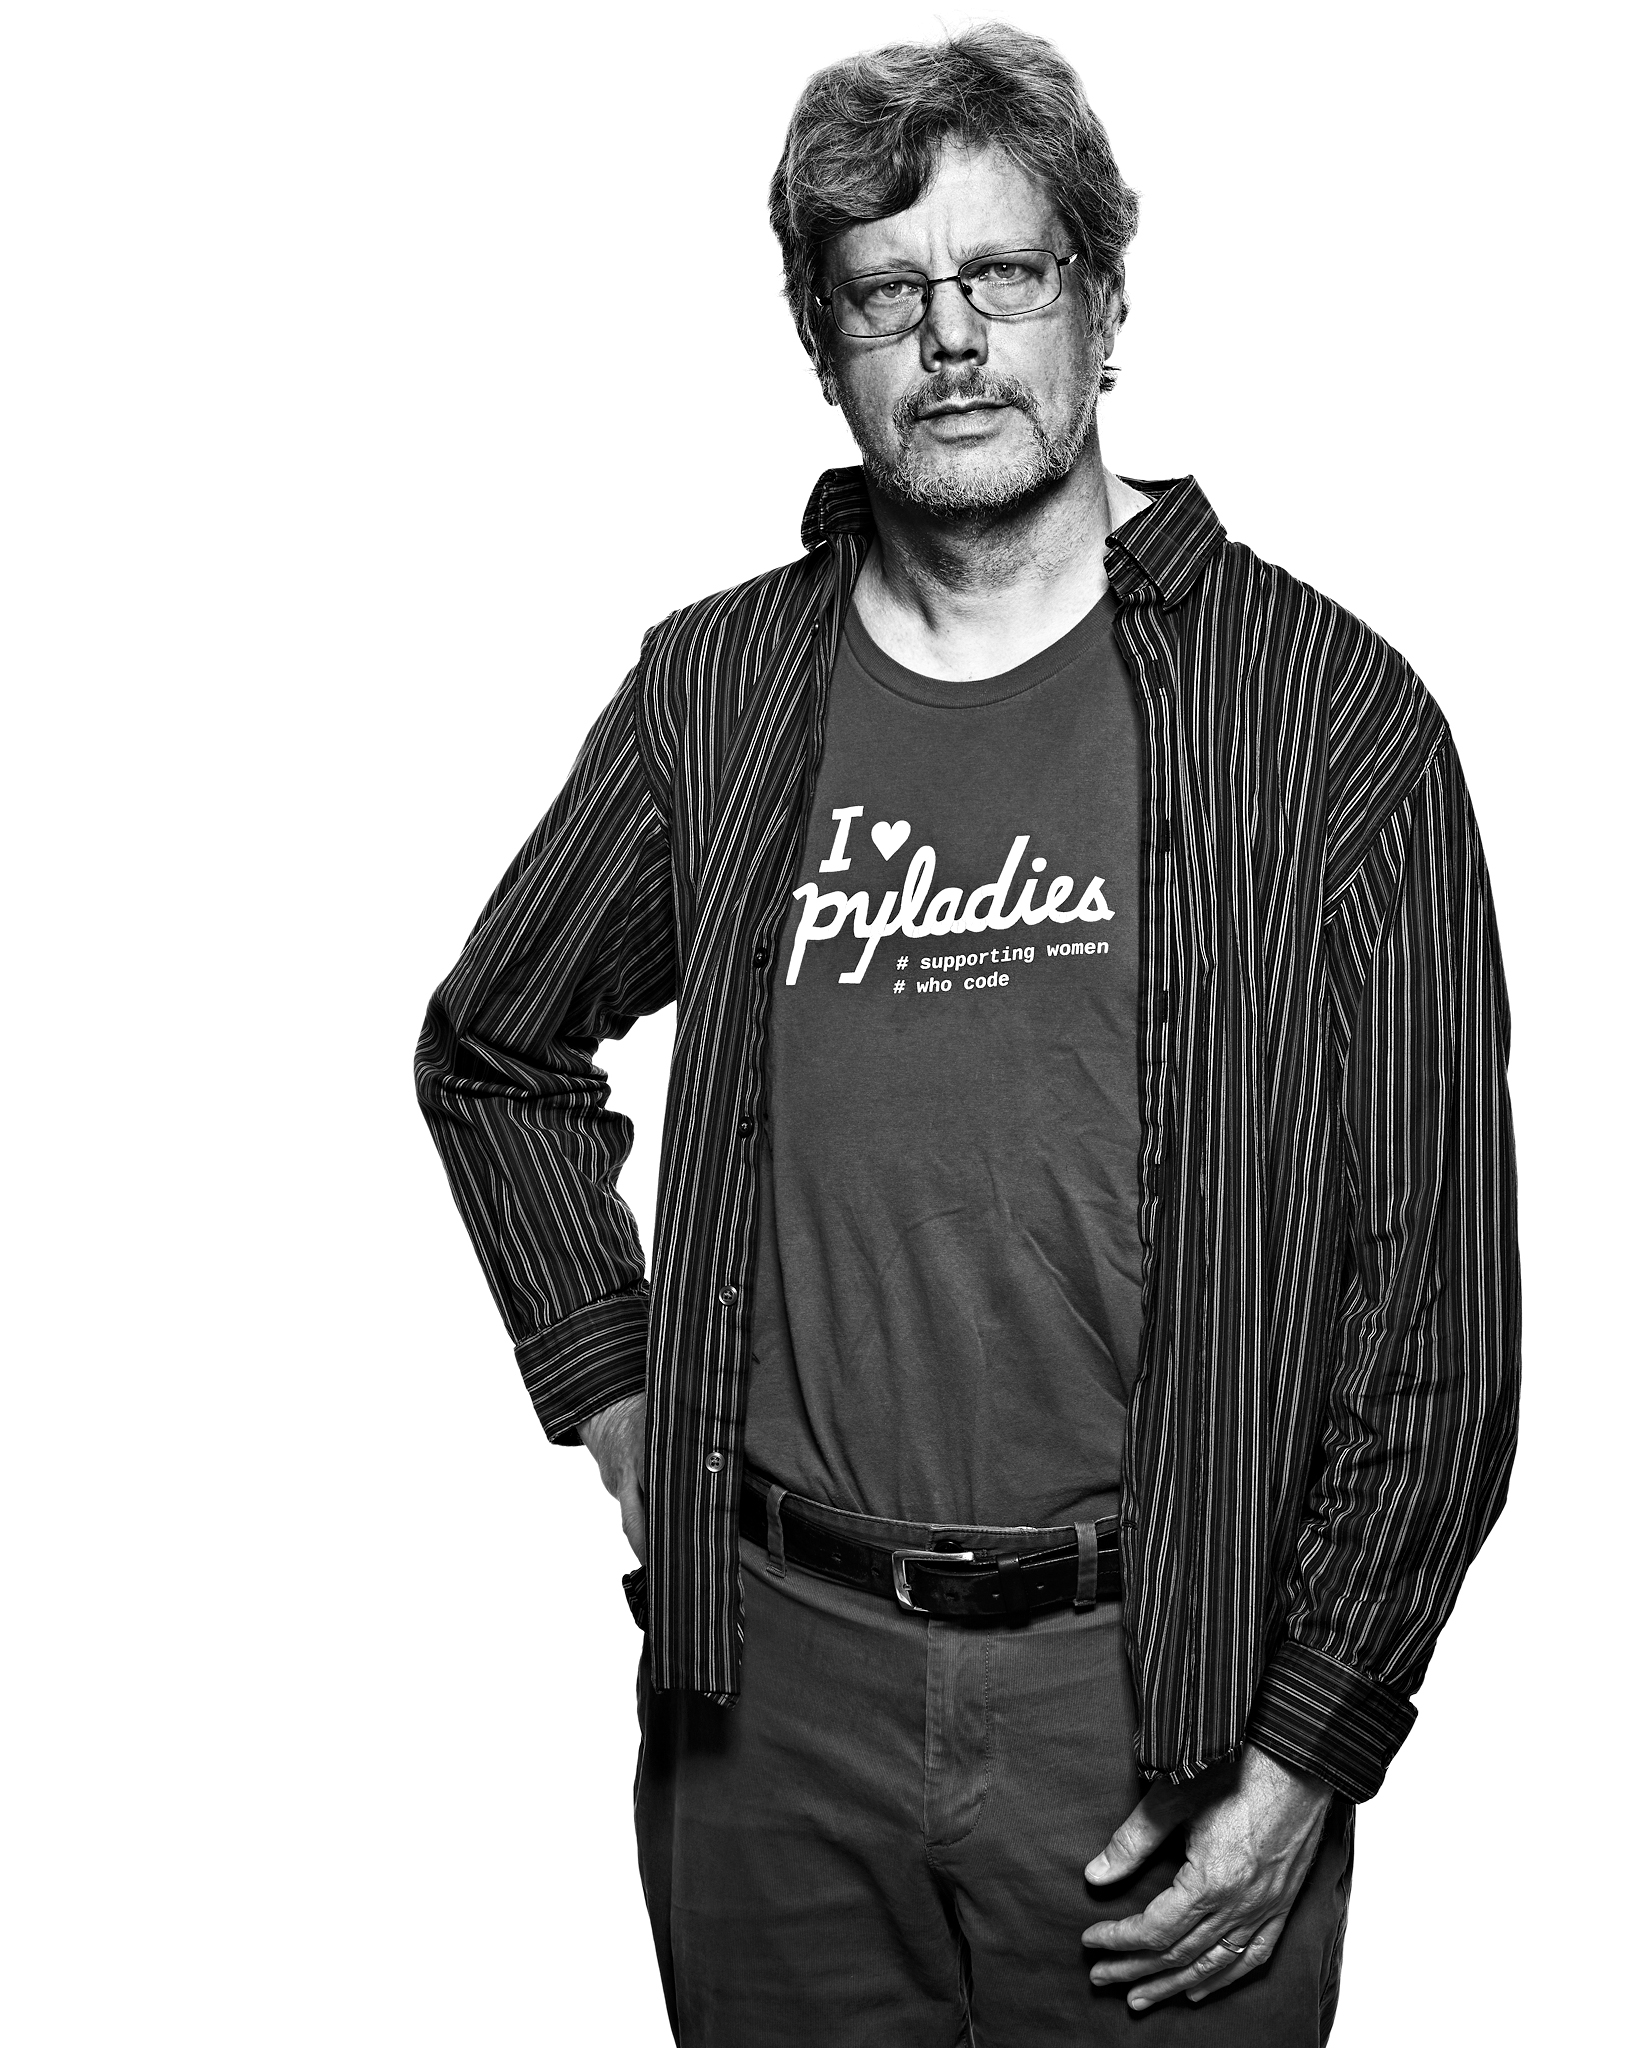 I ♥
pyladies
# supporting women
# who code